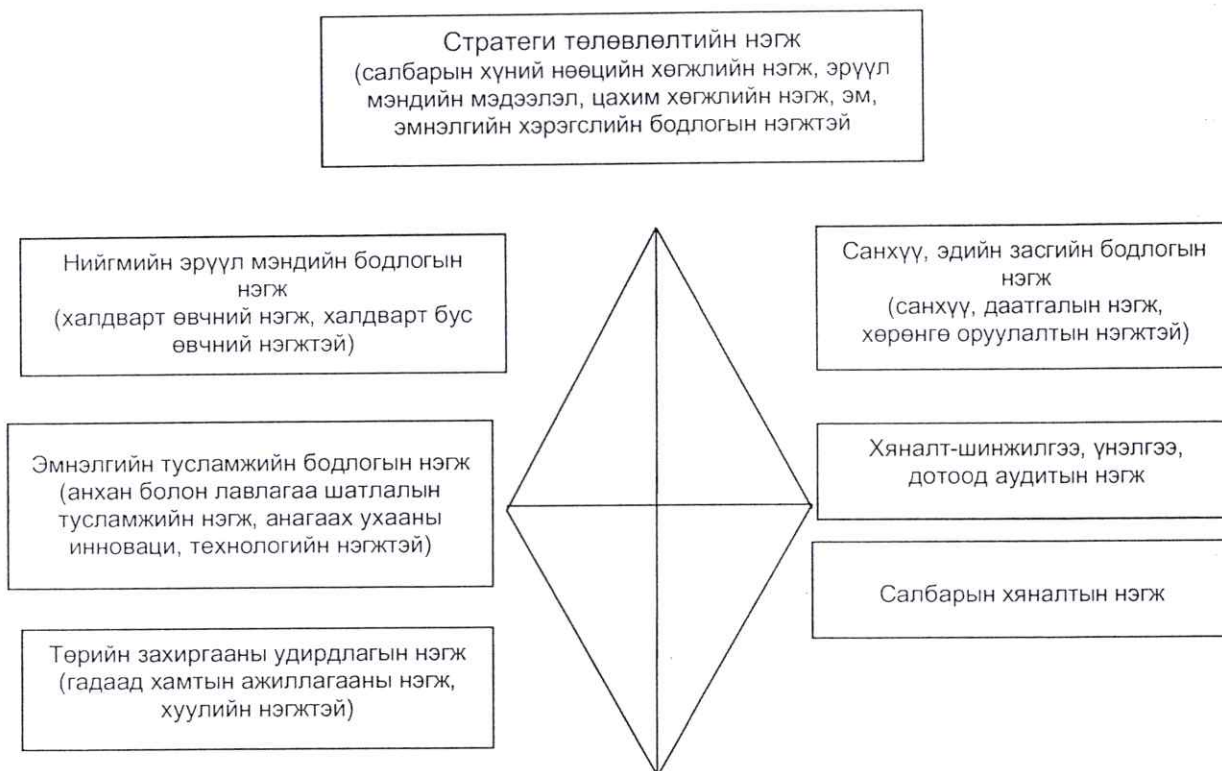 Стратеги төлөвлөлтийн нэгж
(салбарын хүний нөөцийн хөгжлийн нэгж, эрүүл
мэндийн мэдээлэл, цахим хөгжлийн нэгж, эм,
эмнэлгийн хэрэгслийн бодлогын нэгжтэй
Нийгмийн эрүүл мэндийн бодлогын
нэгж
(халдварт өвчний нэгж, халдварт бус
өвчний нэгжтэй)
Эмнэлгийн тусламжийн бодлогын нэгж
(анхан болон лавлагаа шатлалын
тусламжийн нэгж, анагаах ухааны
инноваци, технологийн нэгжтэй)
Төрийн захиргааны удирдлагын нэгж
(гадаад хамтын ажиллагааны нэгж,
хуулийн нэгжтэй)
Санхүү, эдийн засгийн бодлогын
нэгж
(санхүү, даатгалын нэгж,
хөрөнгө оруулалтын нэгжтэй)
Хяналт-шинжилгээ, үнэлгээ,
дотоод аудитын нэгж
Салбарын хяналтын нэгж